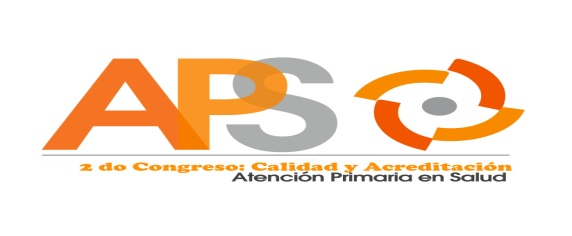 APS
2 do Congreso: Calidad y Acreditación
Atención Primaria en Salud